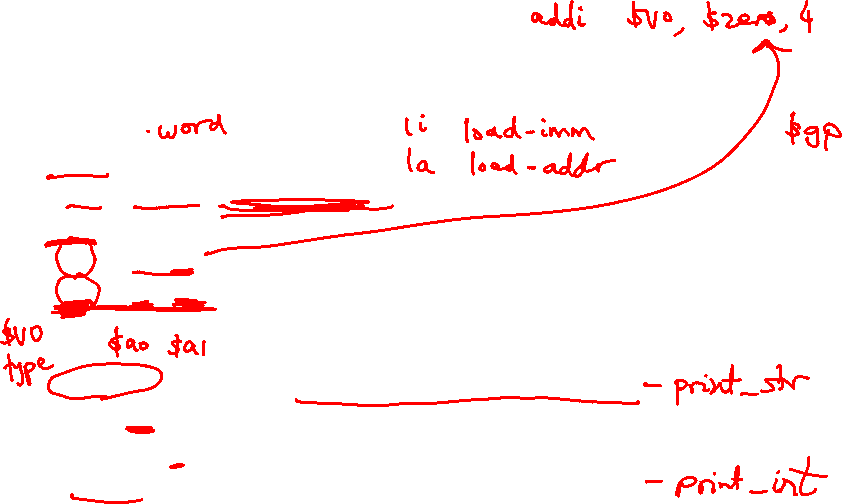 addi $v0, $zero, 4
$gp
.word
li load-imm
la load-addr
$v0 $a0 $a1
type
- print_str
- print_int